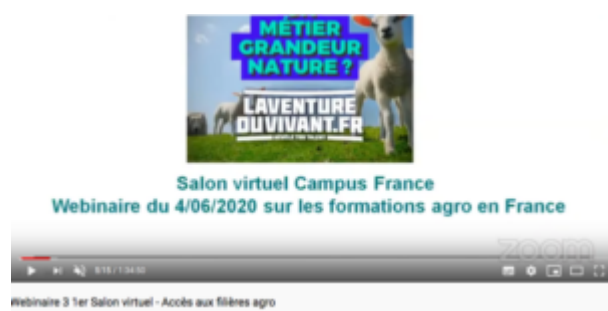 MÉTIER
GRANDEUR
NATURE ?
LAVENTURE
DUVIVANT.FR
Salon virtuel Campus France
Webinaire du 4/06/2020 sur les formations agro en France
zoom
Webinaire 3 1er Salon virtuel - Accès aux filières agro